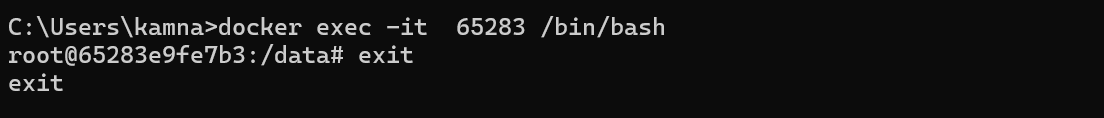 C:\Users\kamna>docker exec -it  65283 /bin/bash
root@65283e9fe7b3:/data# exit
exit